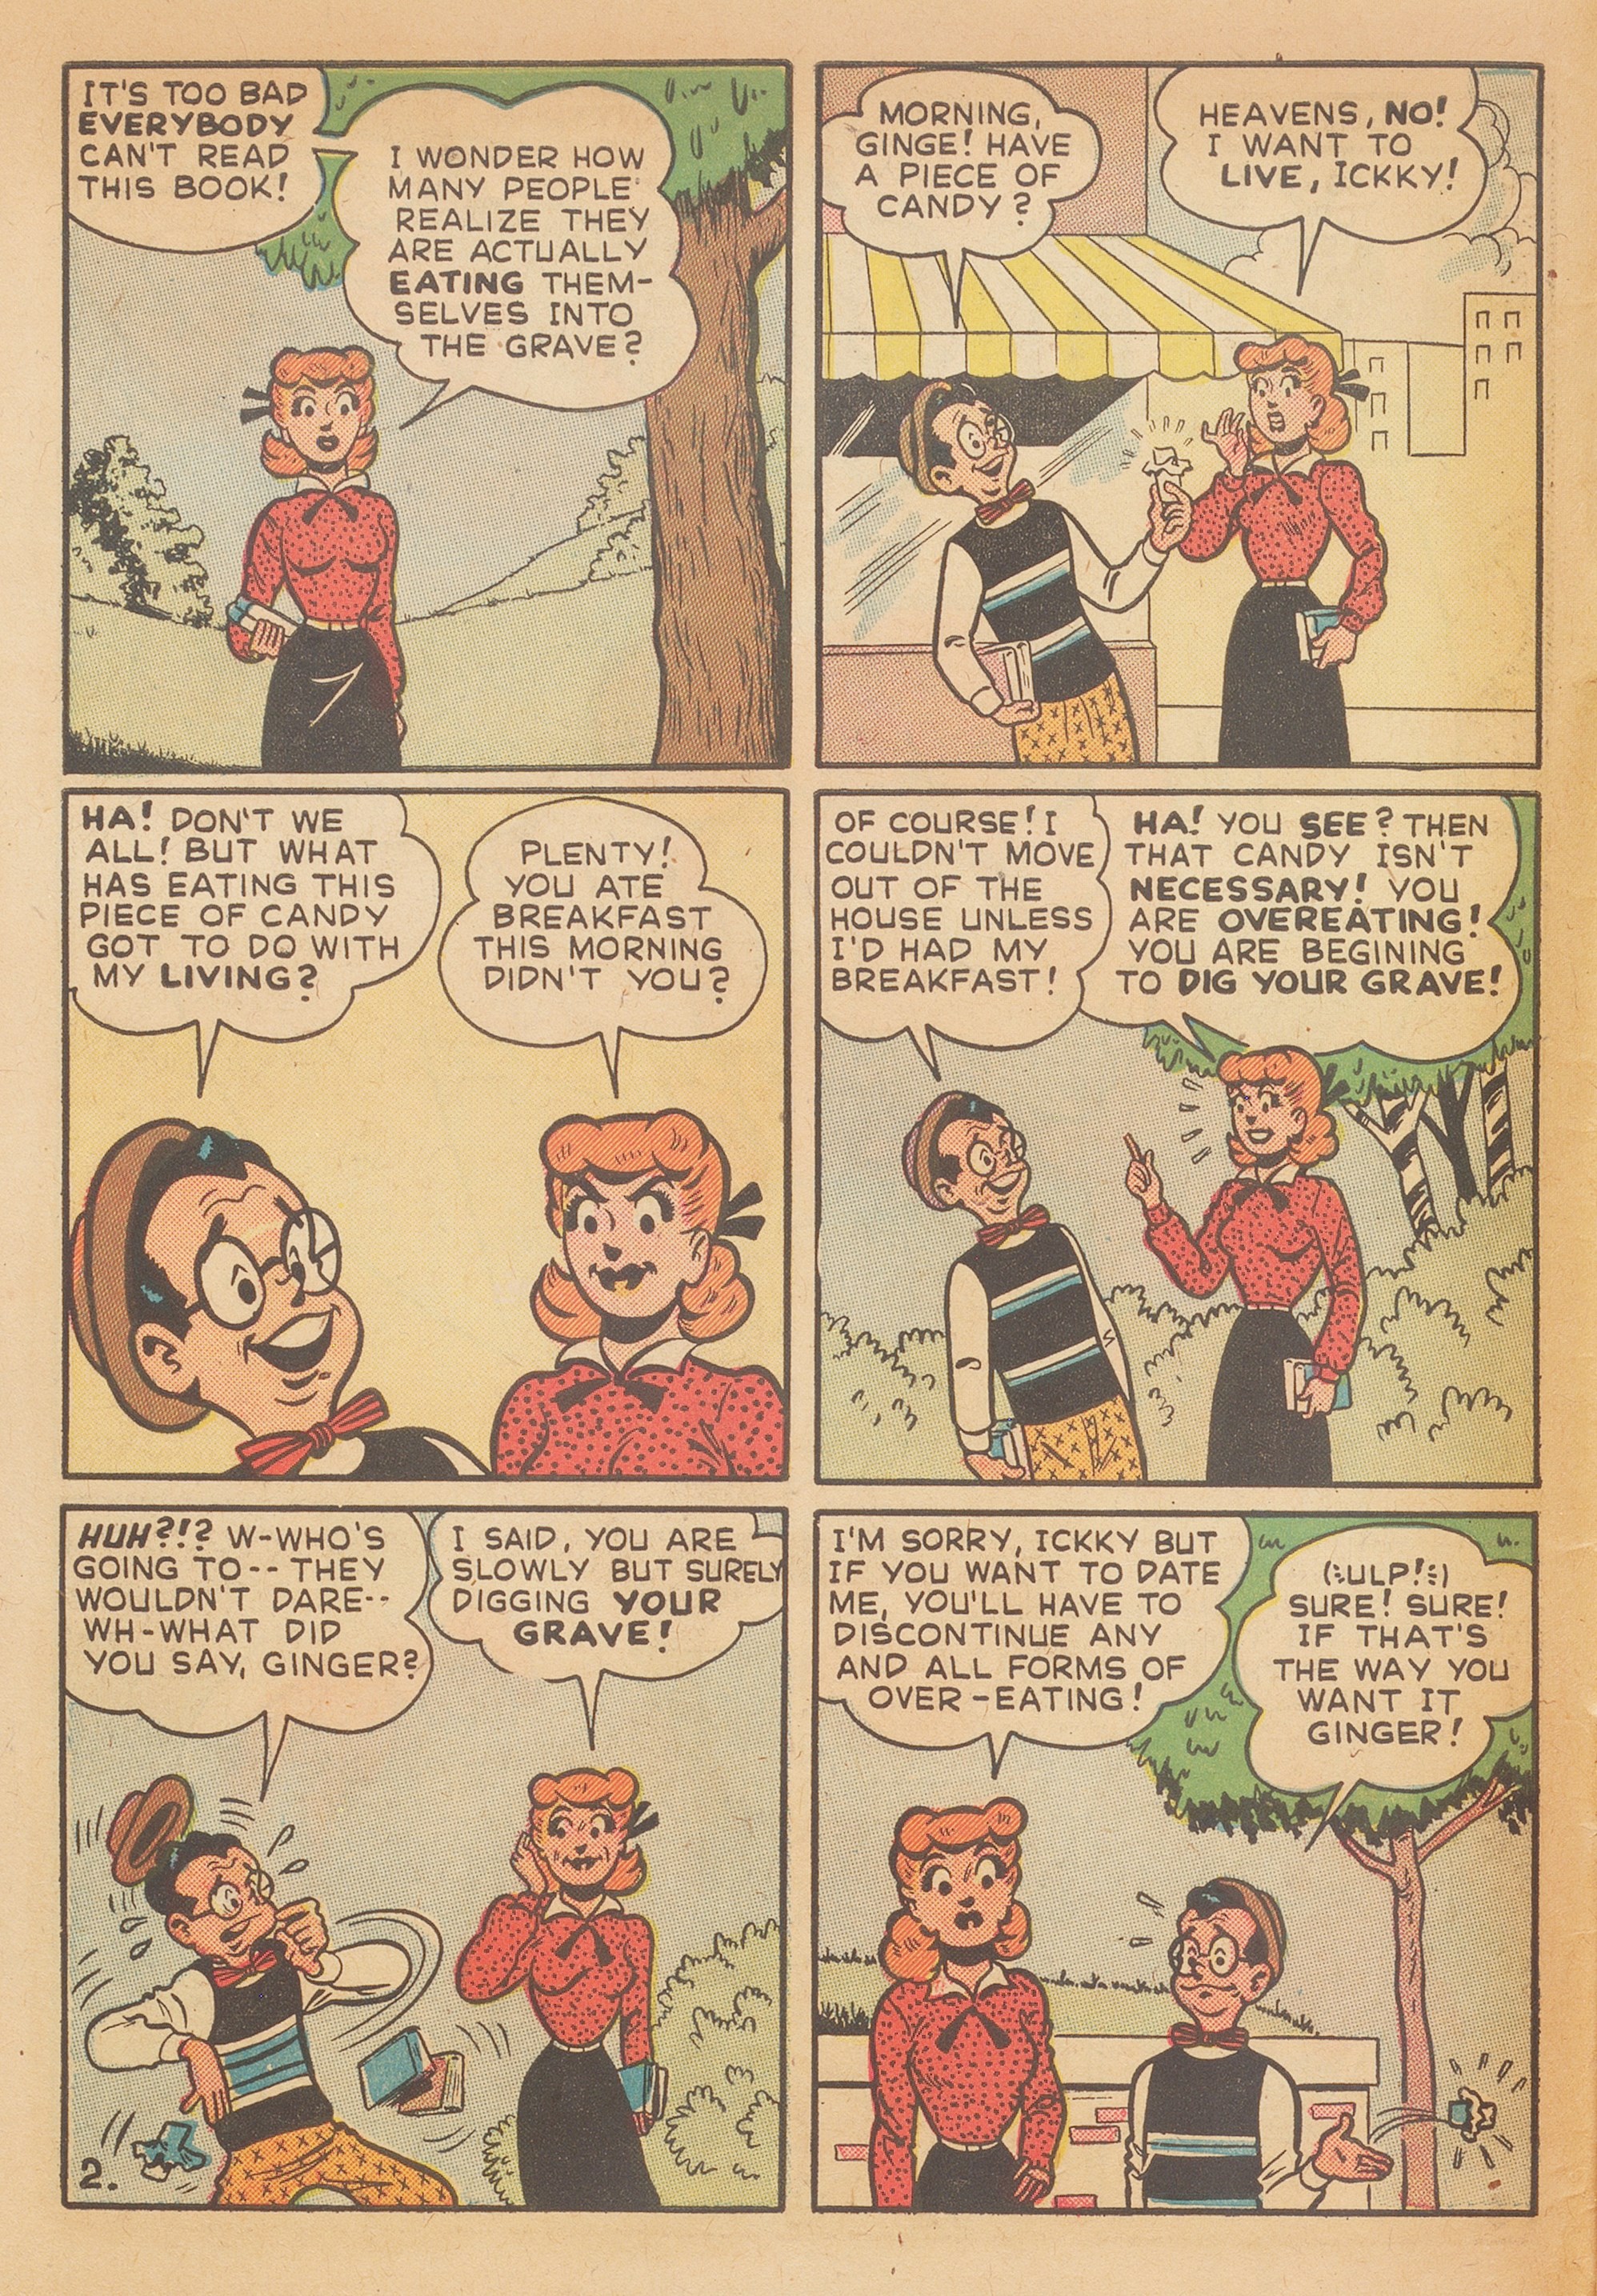 IT'S TOO BAD
EVERYBODY
CAN'T READ
THIS BOOK!
I WONDER HOW
MANY PEOPLE
REALIZE THEY
ARE ACTUALLY
EATING THEM-
SELVES INTO
THE GRAVE?
MORNING,
GINGE! HAVE
A PIECE OF
CANDY?
HEAVENS, NO!
I WANT TO
LIVE, ICKKY!
HA! DON'T WE
ALL! BUT WHAT
HAS EATING THIS
PIECE OF CANDY
GOT TO DO WITH
MY LIVING?
PLENTY!
YOU ATE
BREAKFAST
THIS MORNING
DIDN'T YOU?
OF COURSE! I
COULDN'T MOVE
OUT OF THE
HOUSE UNLESS
I'D HAD MY
BREAKFAST!
HA! YOU SEE? THEN
THAT CANDY ISN'T
NECESSARY! YOU
ARE OVEREATING!
YOU ARE BEGINING
TO DIG YOUR GRAVE!
HUH?!? W-WHO'S
GOING TO-- THEY
WOULDN'T DARE--
WH-WHAT DID
YOU SAY, GINGER?
I SAID, YOU ARE
SLOWLY BUT SURELY
DIGGING YOUR
GRAVE!
2.
I'M SORRY, ICKKY BUT
IF YOU WANT TO DATE
ME, YOU'LL HAVE TO
DISCONTINUE ANY
AND ALL FORMS OF
OVER-EATING!
(ULP!)
SURE! SURE!
IF THAT'S
THE WAY YOU
WANT IT
GINGER!